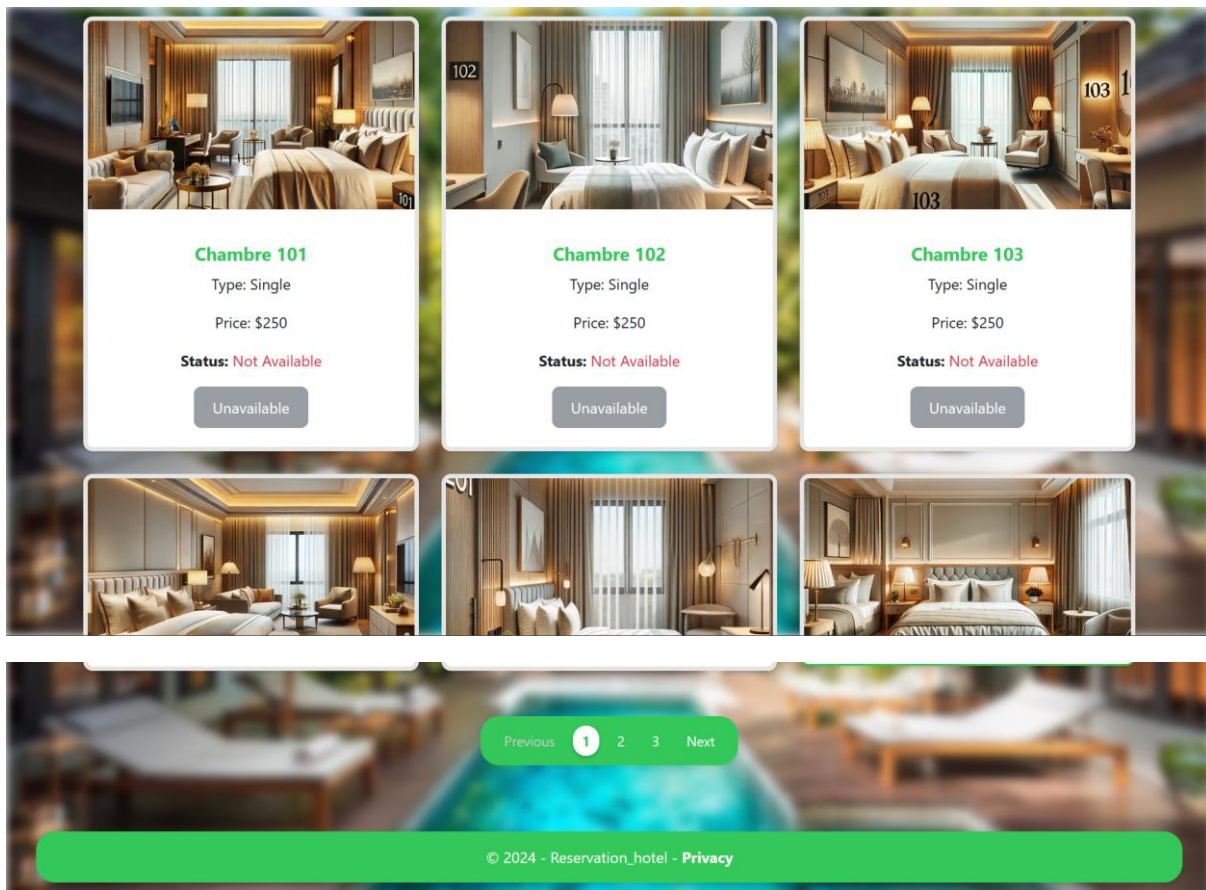 102
103
101
103
103
Chambre 101
Chambre 102
Chambre 103
Type: Single
Type: Single
Type: Single
Price: $250
Price: $250
Price: $250
Status: Not Available
Status: Not Available
Status: Not Available
Unavailable
Unavailable
Unavailable
Previous 1 2 3 Next
© 2024 - Reservation_hotel - Privacy